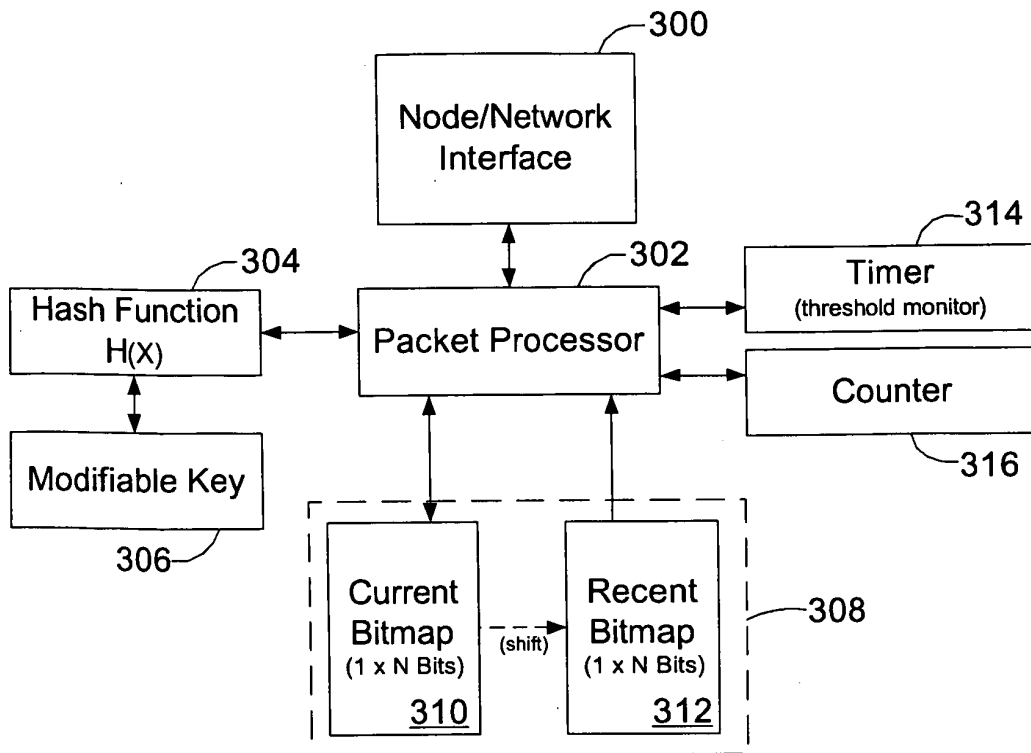 300
Node/Network
Interface
302
314
Timer
(threshold monitor)
304
Hash Function
H(X)
Packet Processor
Counter
316
Modifiable Key
306
Current
Bitmap
(1 x N Bits)
310
(shift)
Recent
Bitmap
(1 x N Bits)
312
308